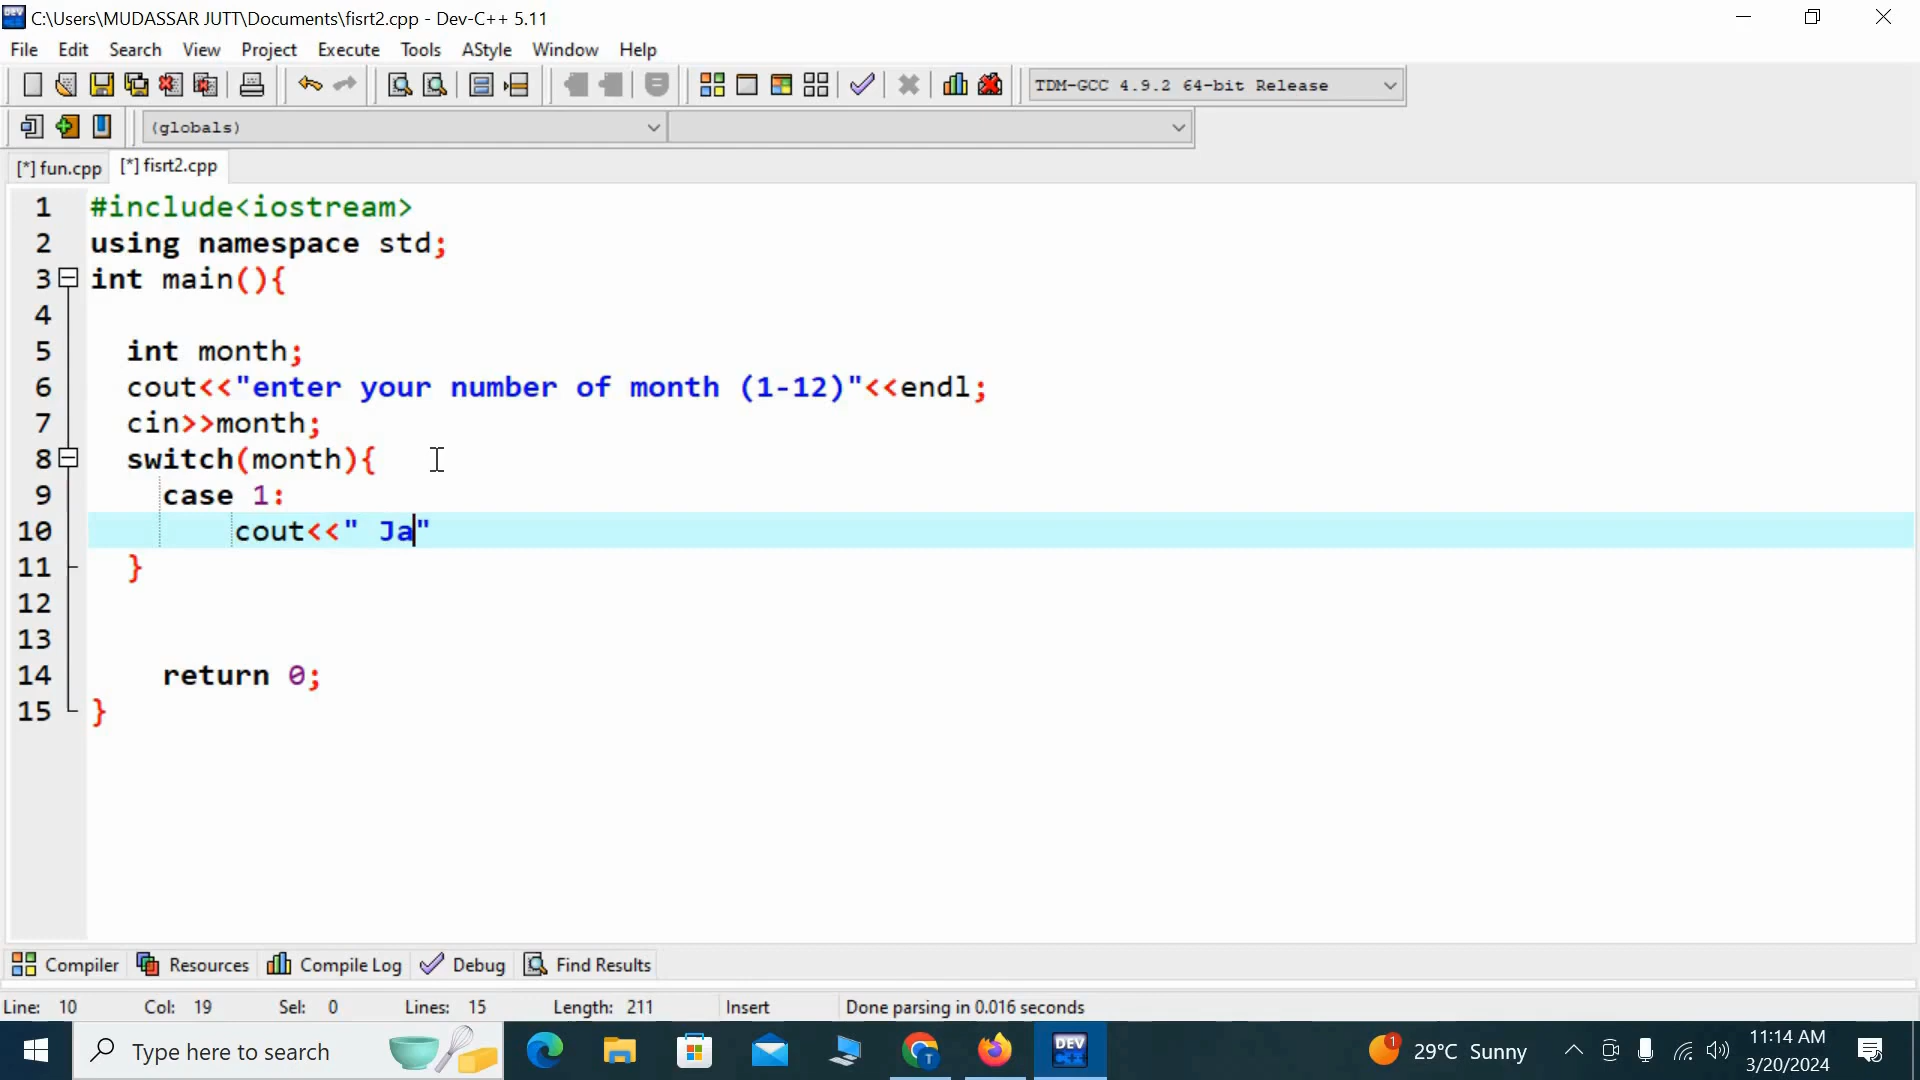 C:\Users\MUDASSAR JUTT\Documents\fisrt2.cpp - Dev-C++ 5.11
File Edit Search View Project Execute Tools AStyle Window Help
TDM-GCC 4.9.2 64-bit Release
(globals)
[*] fun.cpp [*] fisrt2.cpp
1 #include<iostream>
2 using namespace std;
3 int main(){
4
5 int month;
6 cout<<"enter your number of month (1-12)"<<endl;
7 cin>>month;
8 switch(month){
9 case 1:
10 cout<<" Ja"
11 }
12
13
14 return 0;
15 }
Compiler Resources Compile Log Debug Find Results
Line: 10 Col: 19 Sel: 0 Lines: 15 Length: 211 Insert Done parsing in 0.016 seconds
Type here to search T DEV C++ 1 29°C Sunny 11:14 AM
3/20/2024